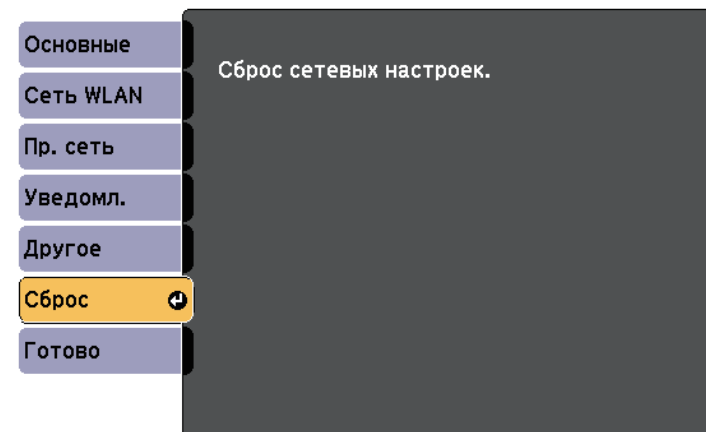 Основные
Сеть WLAN
Пр. сеть
Уведомл.
Другое
Сброс
Готово
Сброс сетевых настроек.